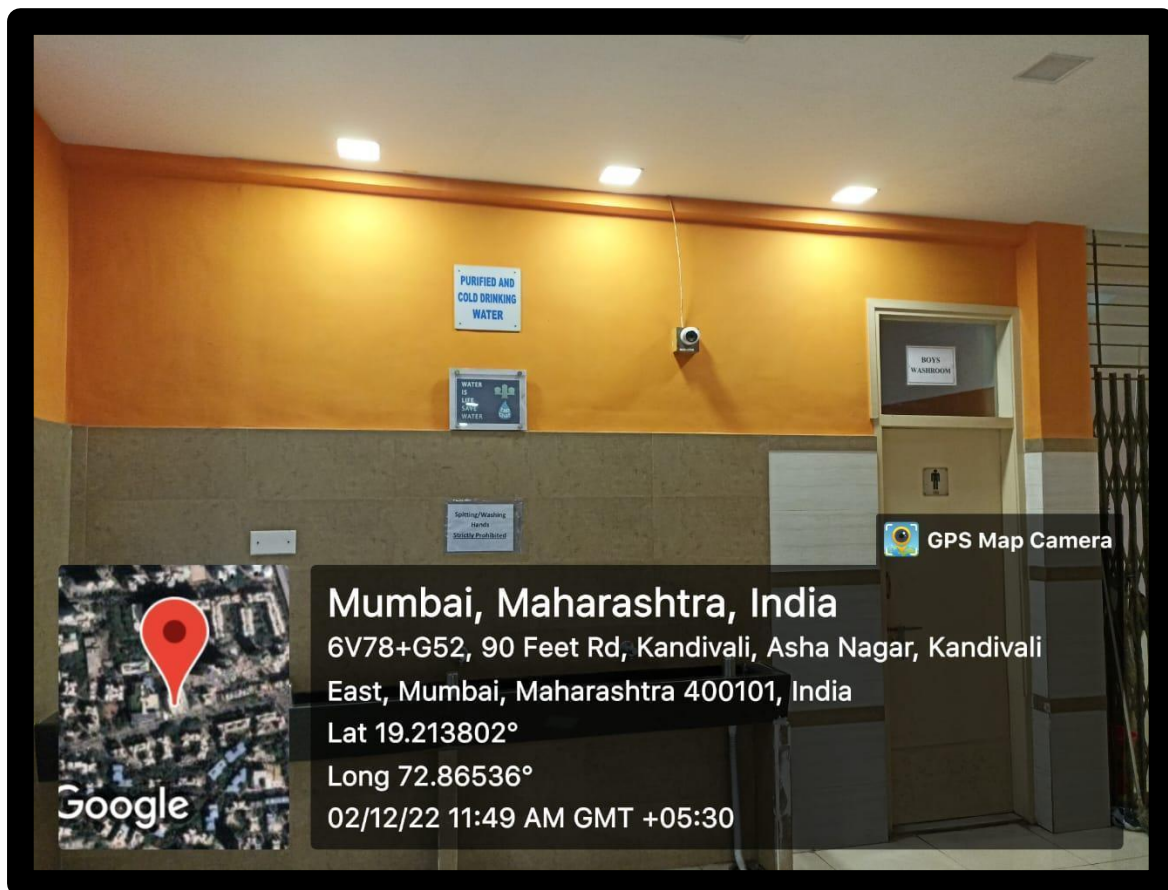 PURIFIED AND
COLD DRINKING
WATER
WATER
IS
LIFE
SAVE
WATER
BOYS
WASHROOM
Spitting/Washing
Hands
Strictly Prohibited
GPS Map Camera
Mumbai, Maharashtra, India
6V78+G52, 90 Feet Rd, Kandivali, Asha Nagar, Kandivali
East, Mumbai, Maharashtra 400101, India
Lat 19.213802°
Long 72.86536°
02/12/22 11:49 AM GMT +05:30
Google